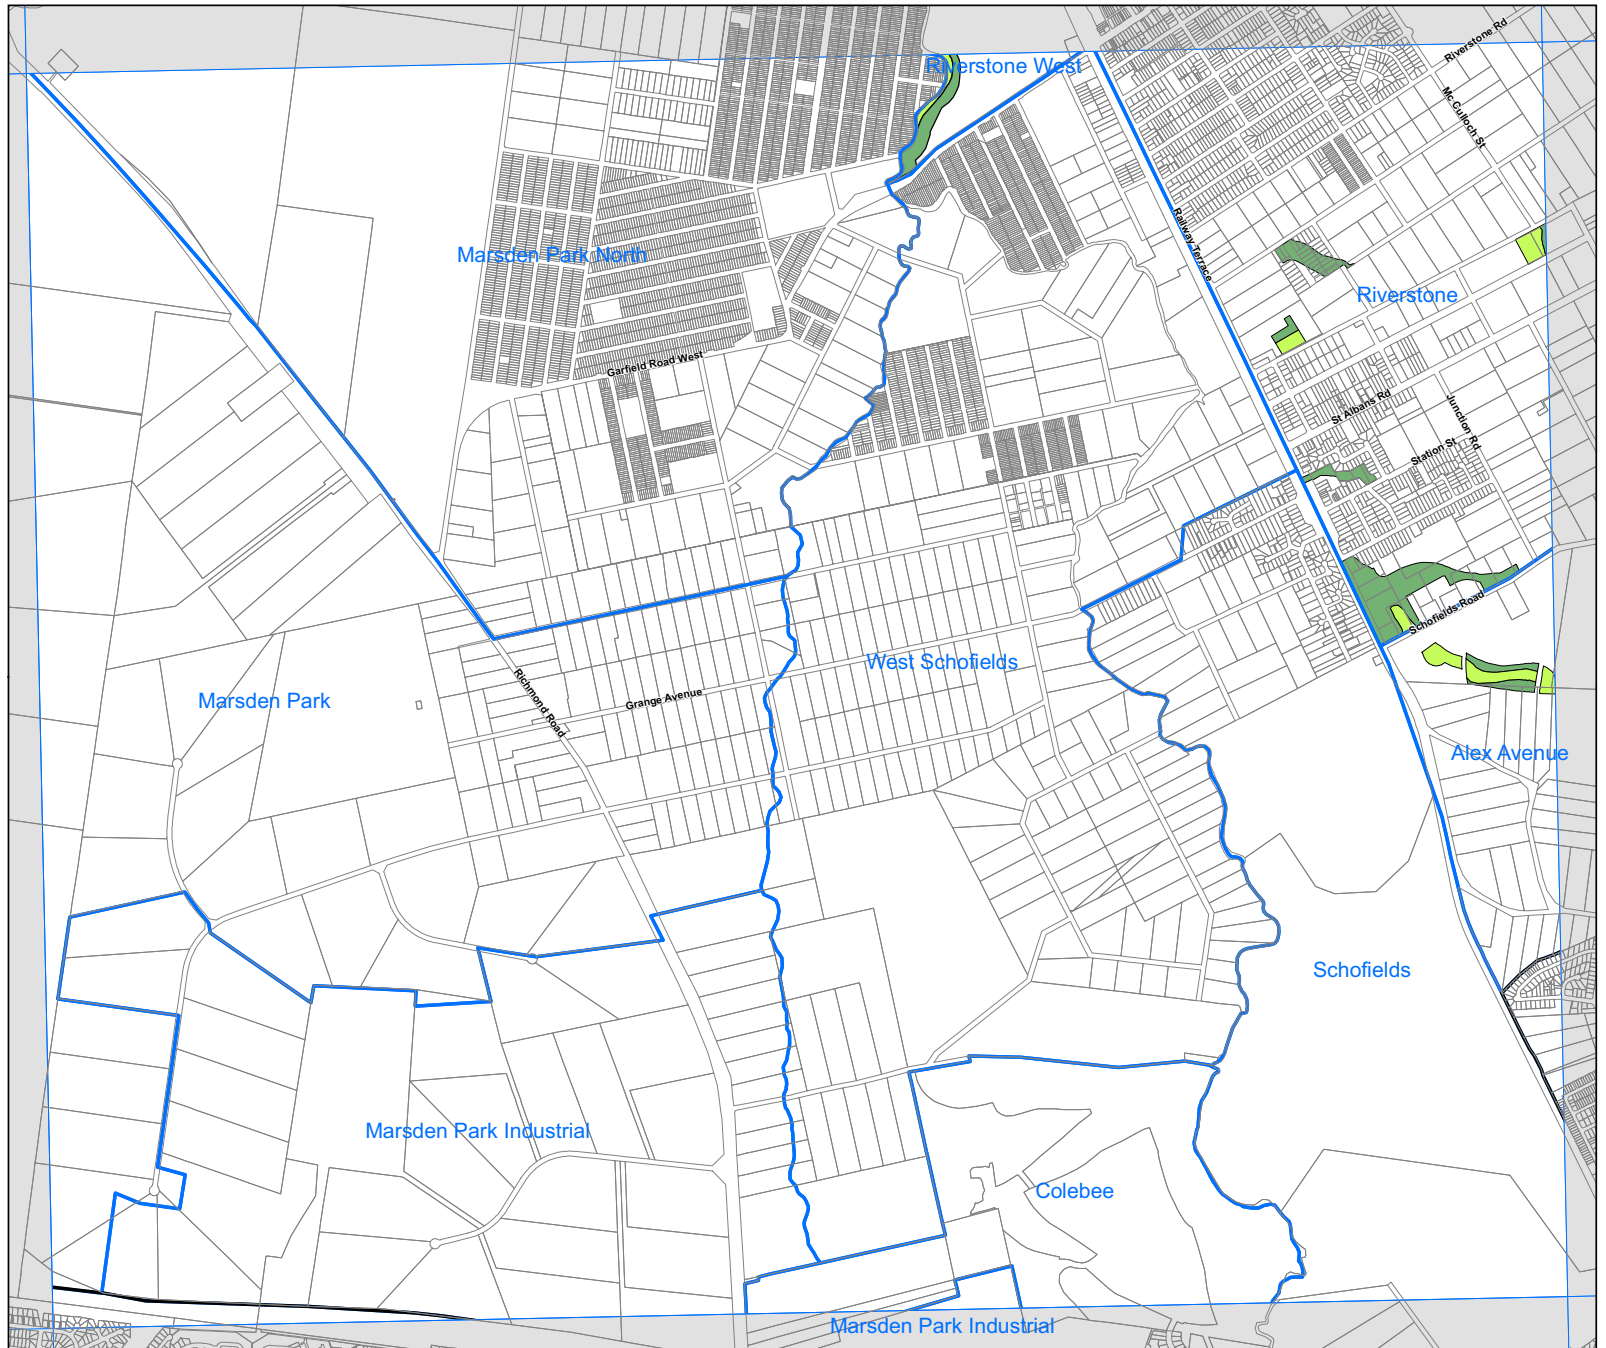 Riverstone Rd
Riverstone West
Mc Culloch St
Railway Terrace
Marsden Park North
Riverstone
Garfield Road West
St Albans Rd
Junction Rd
Station St
Schofields Road
West Schofields
Marsden Park
Richmond Road
Grange Avenue
Alex Avenue
Schofields
Marsden Park Industrial
Colebee
Marsden Park Industrial